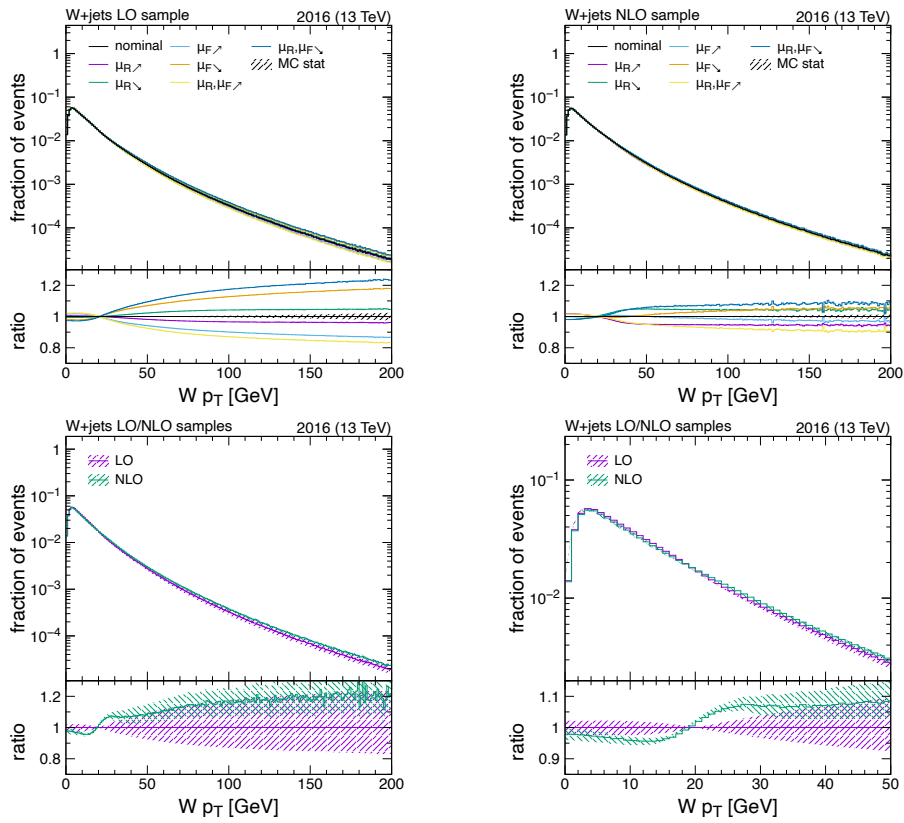 W+jets LO sample 2016 (13 TeV)
nominal μF↗ μR,μF↘
μR↗ μF↘ MC stat
μR↘ μR,μF↗
fraction of events
1
10⁻¹
10⁻²
10⁻³
10⁻⁴
ratio
1.2
1
0.8
0 50 100 150 200
W pT [GeV]
W+jets NLO sample 2016 (13 TeV)
nominal μF↗ μR,μF↘
μR↗ μF↘ MC stat
μR↘ μR,μF↗
fraction of events
1
10⁻¹
10⁻²
10⁻³
10⁻⁴
ratio
1.2
1
0.8
0 50 100 150 200
W pT [GeV]
W+jets LO/NLO samples 2016 (13 TeV)
LO
NLO
fraction of events
1
10⁻¹
10⁻²
10⁻³
10⁻⁴
ratio
1.2
1
0.8
0 50 100 150 200
W pT [GeV]
W+jets LO/NLO samples 2016 (13 TeV)
LO
NLO
fraction of events
10⁻¹
10⁻²
ratio
1.1
1
0.9
0 10 20 30 40 50
W pT [GeV]